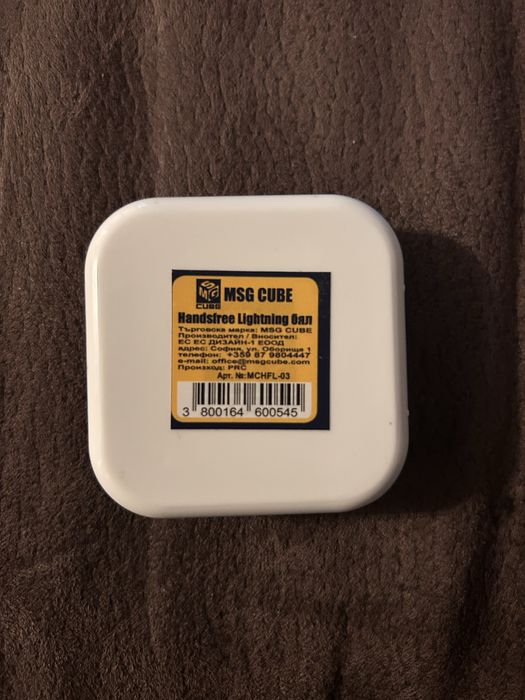 MSG
CUBE
MSG CUBE
Handsfree Lightning бял
Търговска марка: MSG CUBE
Производител / Вносител:
ЕС ЕС ДИЗАЙН-1 ЕООД
адрес: София, ул. Оборище 1
телефон: +359 87 9804447
e-mail: office@msgcube.com
Произход: PRC
Арт. №:MCHFL-03
3 800164 600545